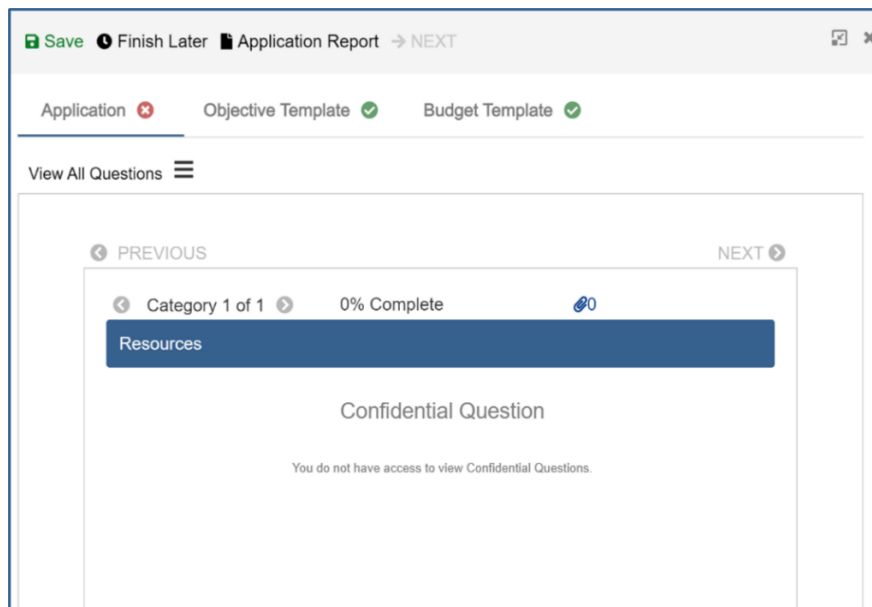 Save Finish Later Application Report NEXT
Application Objective Template Budget Template
View All Questions
PREVIOUS NEXT
Category 1 of 1 0% Complete 0
Resources
Confidential Question
You do not have access to view Confidential Questions.